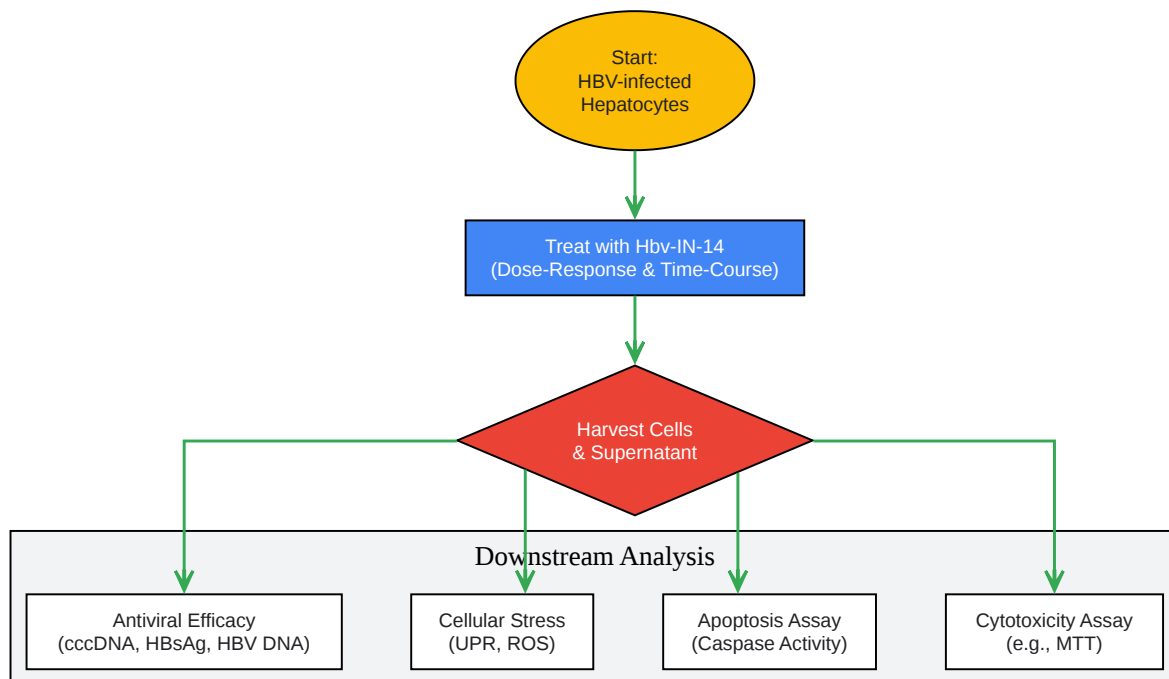 Start:
HBV-infected
Hepatocytes
Treat with Hbv-IN-14
(Dose-Response & Time-Course)
Harvest Cells
& Supernatant
Downstream Analysis
Antiviral Efficacy
(cccDNA, HBsAg, HBV DNA)
Cellular Stress
(UPR, ROS)
Apoptosis Assay
(Caspase Activity)
Cytotoxicity Assay
(e.g., MTT)